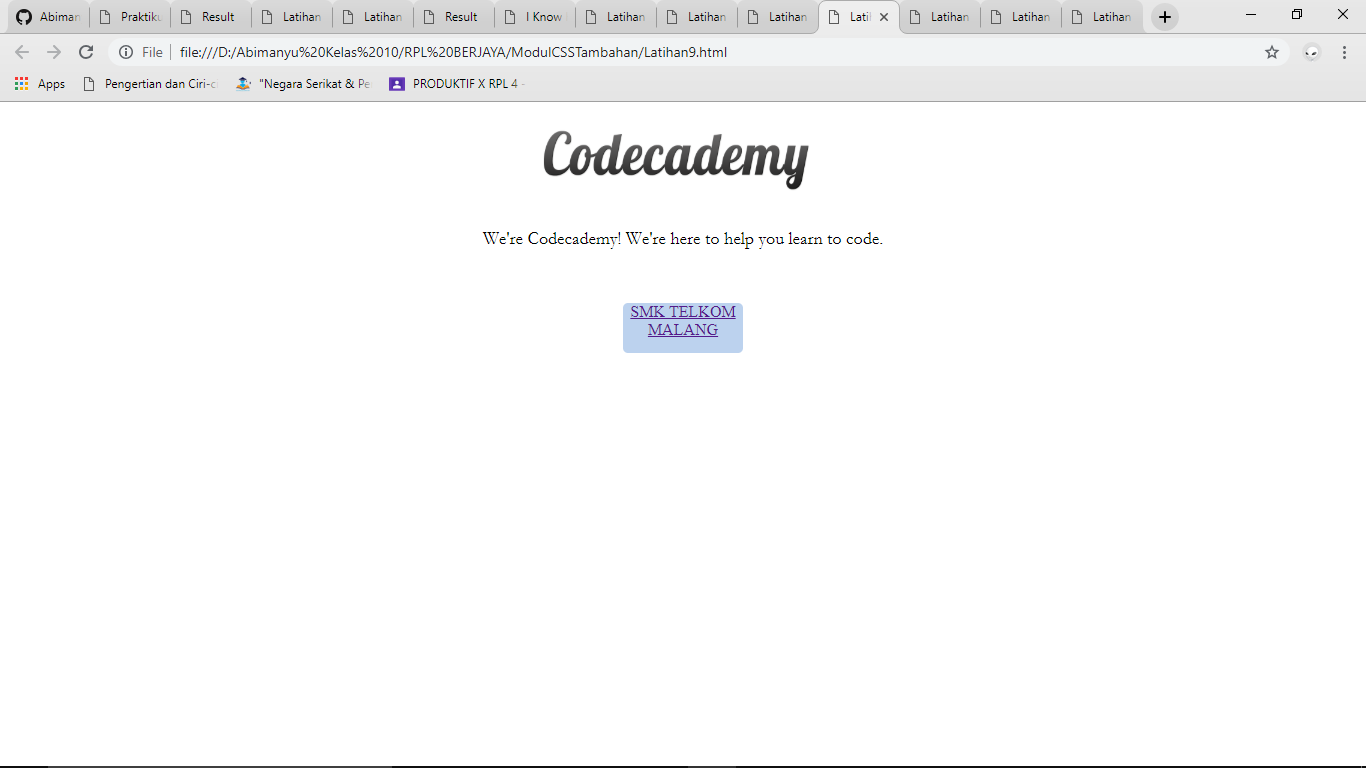 Abiman Praktiku Result Latihan Latihan Result I Know Latihan Latihan Latihan Lati Latihan Latihan Latihan
File file:///D:/Abimanyu%20Kelas%2010/RPL%20BERJAYA/ModulCSSTambahan/Latihan9.html
Apps Pengertian dan Ciri-c "Negara Serikat & Pe PRODUKTIF X RPL 4 -
Codecademy
We're Codecademy! We're here to help you learn to code.
SMK TELKOM
MALANG